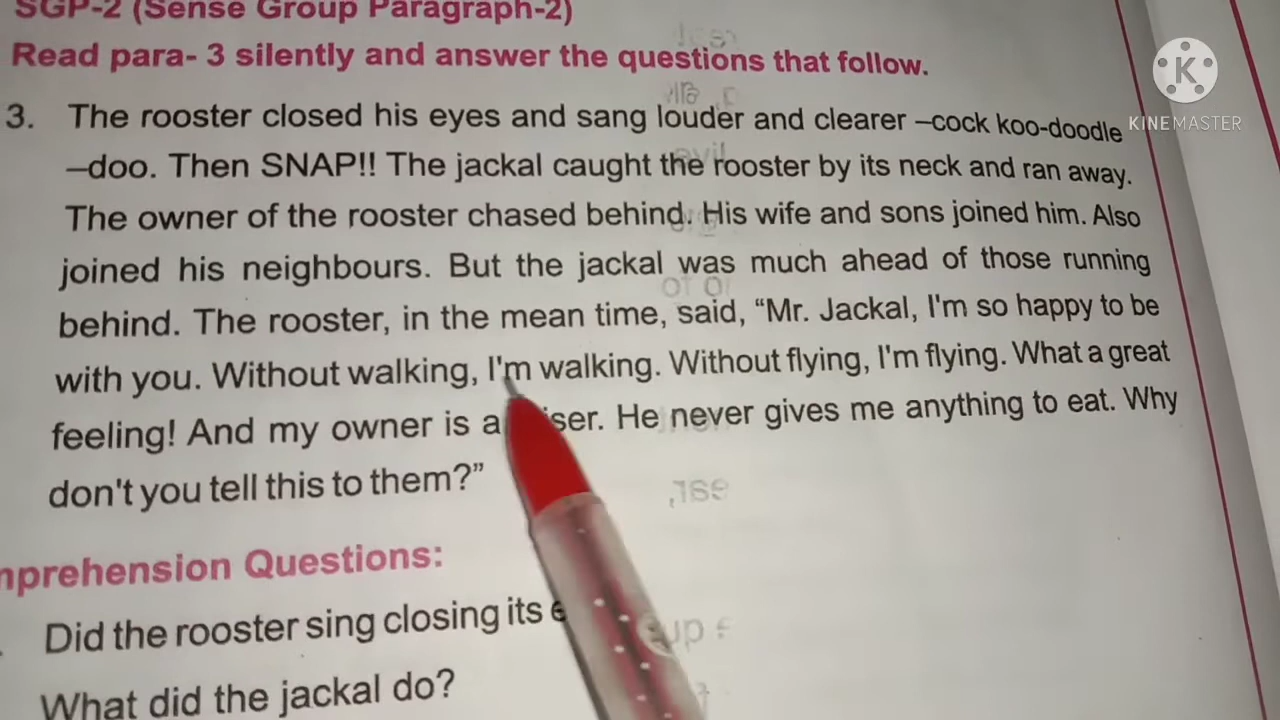 SGP-2 (Sense Group Paragraph-2)
Read para- 3 silently and answer the questions that follow.
3. The rooster closed his eyes and sang louder and clearer –cock koo-doodle
–doo. Then SNAP!! The jackal caught the rooster by its neck and ran away.
The owner of the rooster chased behind. His wife and sons joined him. Also
joined his neighbours. But the jackal was much ahead of those running
behind. The rooster, in the mean time, said, “Mr. Jackal, I'm so happy to be
with you. Without walking, I'm walking. Without flying, I'm flying. What a great
feeling! And my owner is a He never gives me anything to eat. Why
don't you tell this to them?”
Questions:
Did the rooster sing closing its
What did the jackal do?
K
KINEMASTER